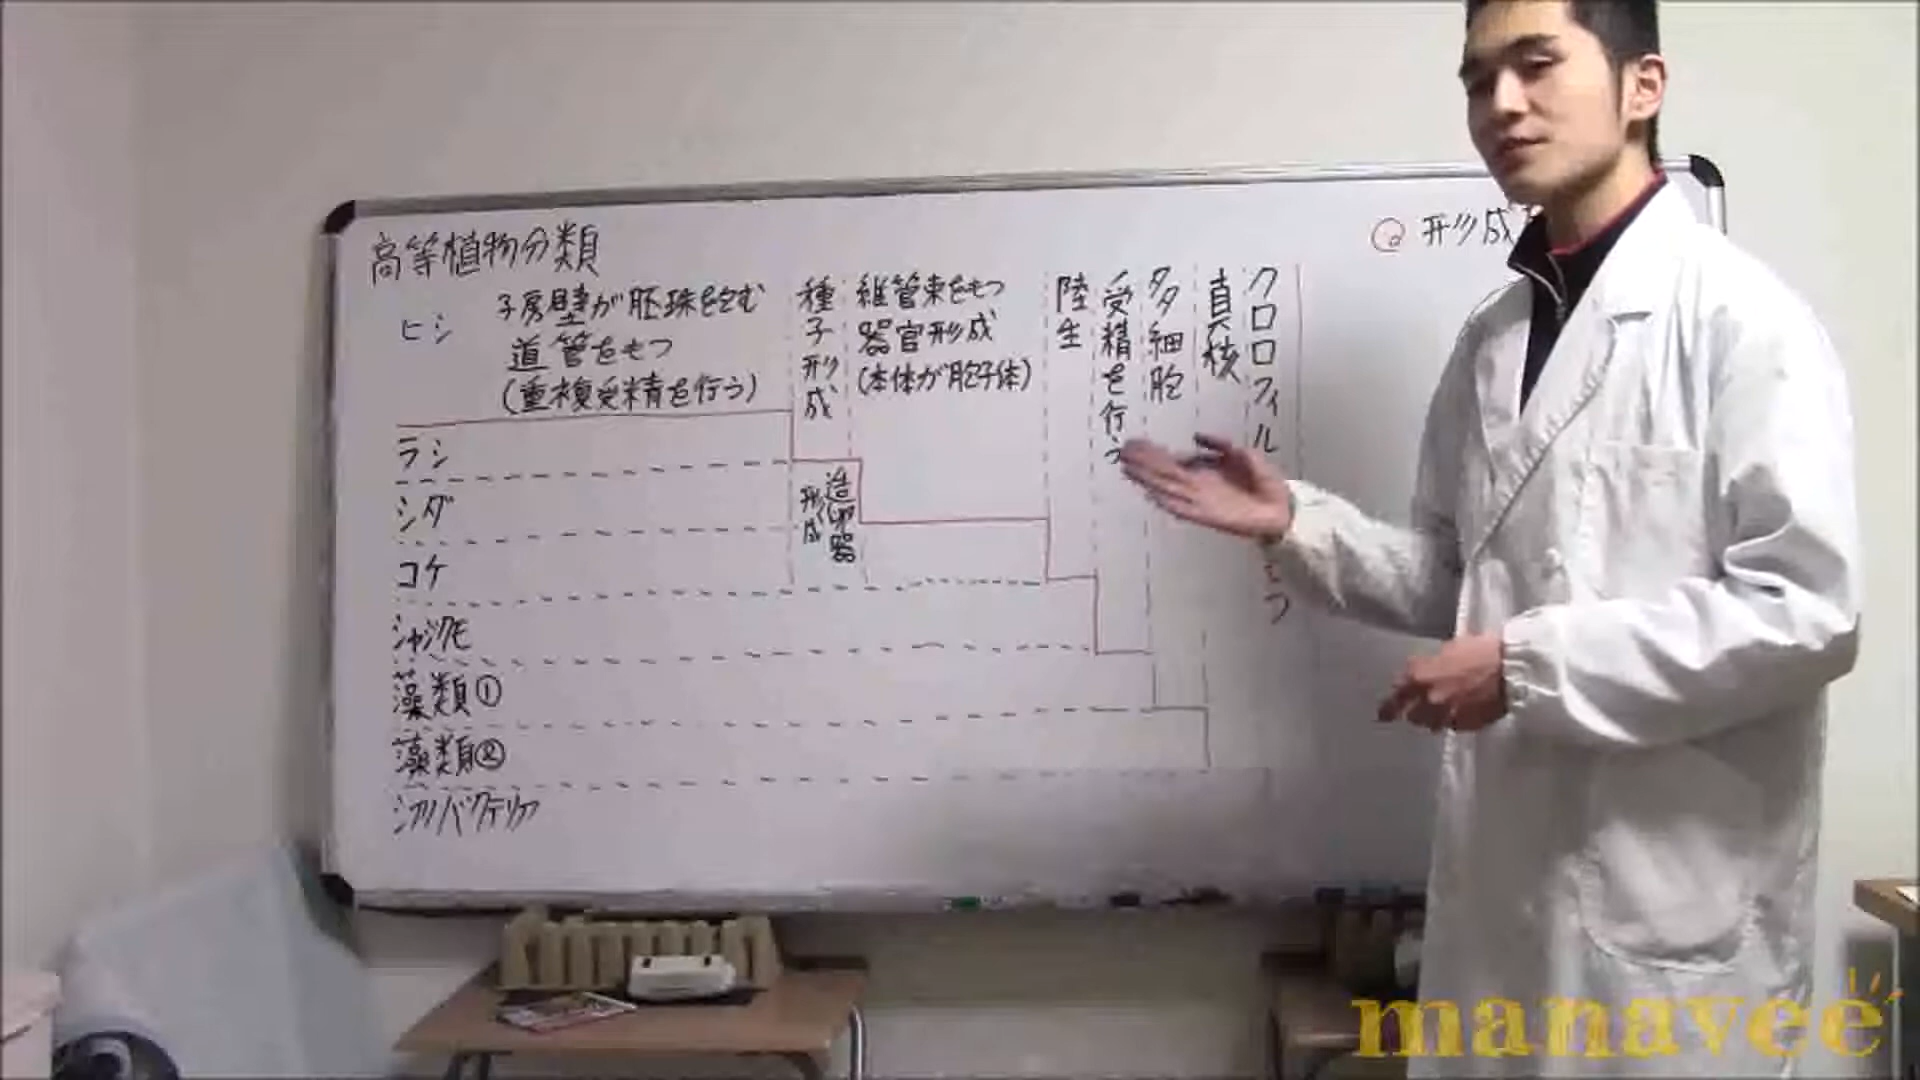 高等植物分類
形成
ヒシ
子房壁が胚珠を包む
道管をもつ
(重複受精を行う)
種子形成
維管束をもつ
器官形成
(本体が胞子体)
陸生
受精を行う
多細胞
真核
クロロフィル
もつ
ラシ
シダ
造卵器
形成
コケ
シャジクモ
藻類①
藻類②
シアノバクテリア
manavee